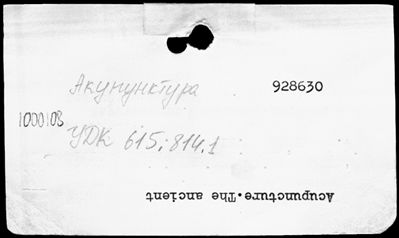 Акупунктура 928630
1000108
УДК 615.814.1
Acupuncture.The ancient